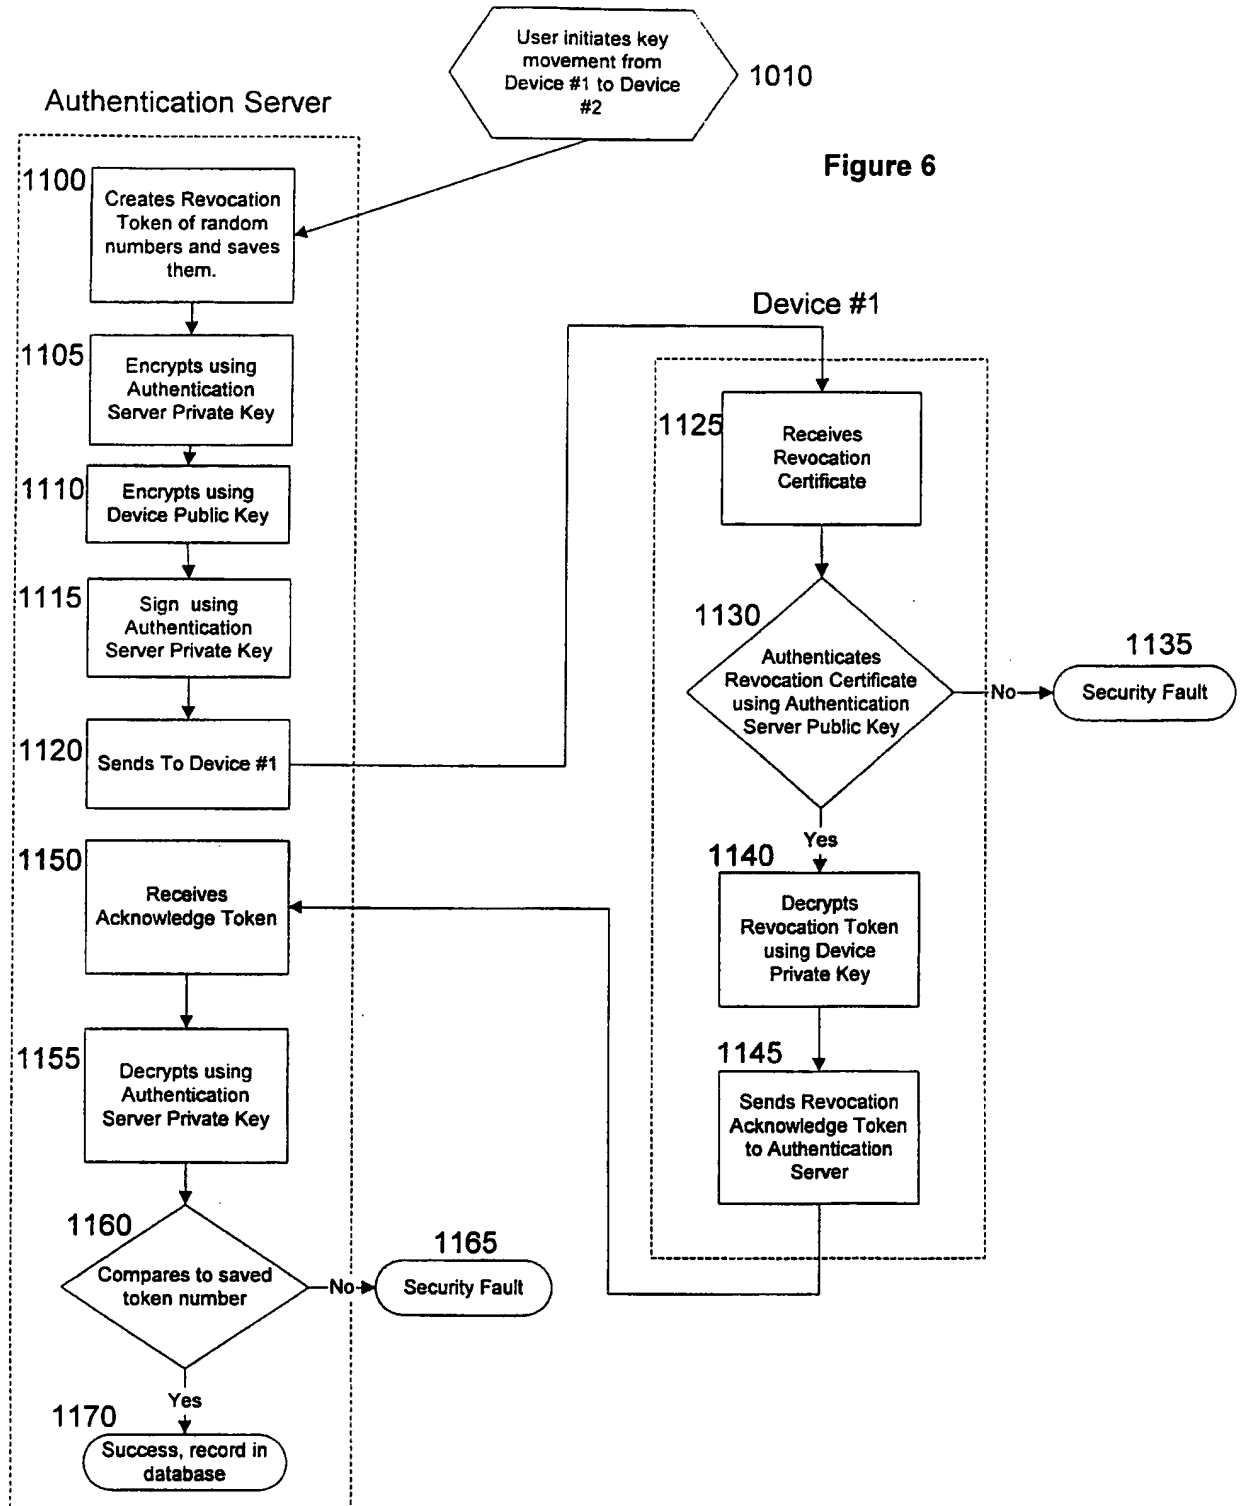 User initiates key
movement from
Device #1 to Device
#2
1010
Authentication Server
Figure 6
1100
Creates Revocation
Token of random
numbers and saves
them.
Device #1
1105
Encrypts using
Authentication
Server Private Key
1110
Encrypts using
Device Public Key
1115
Sign using
Authentication
Server Private Key
1120
Sends To Device #1
1125
Receives
Revocation
Certificate
1130
Authenticates
Revocation Certificate
using Authentication
Server Public Key
No
1135
Security Fault
Yes
1140
Decrypts
Revocation Token
using Device
Private Key
1145
Sends Revocation
Acknowledge Token
to Authentication
Server
1150
Receives
Acknowledge Token
1155
Decrypts using
Authentication
Server Private Key
1160
Compares to saved
token number
No
1165
Security Fault
Yes
1170
Success, record in
database